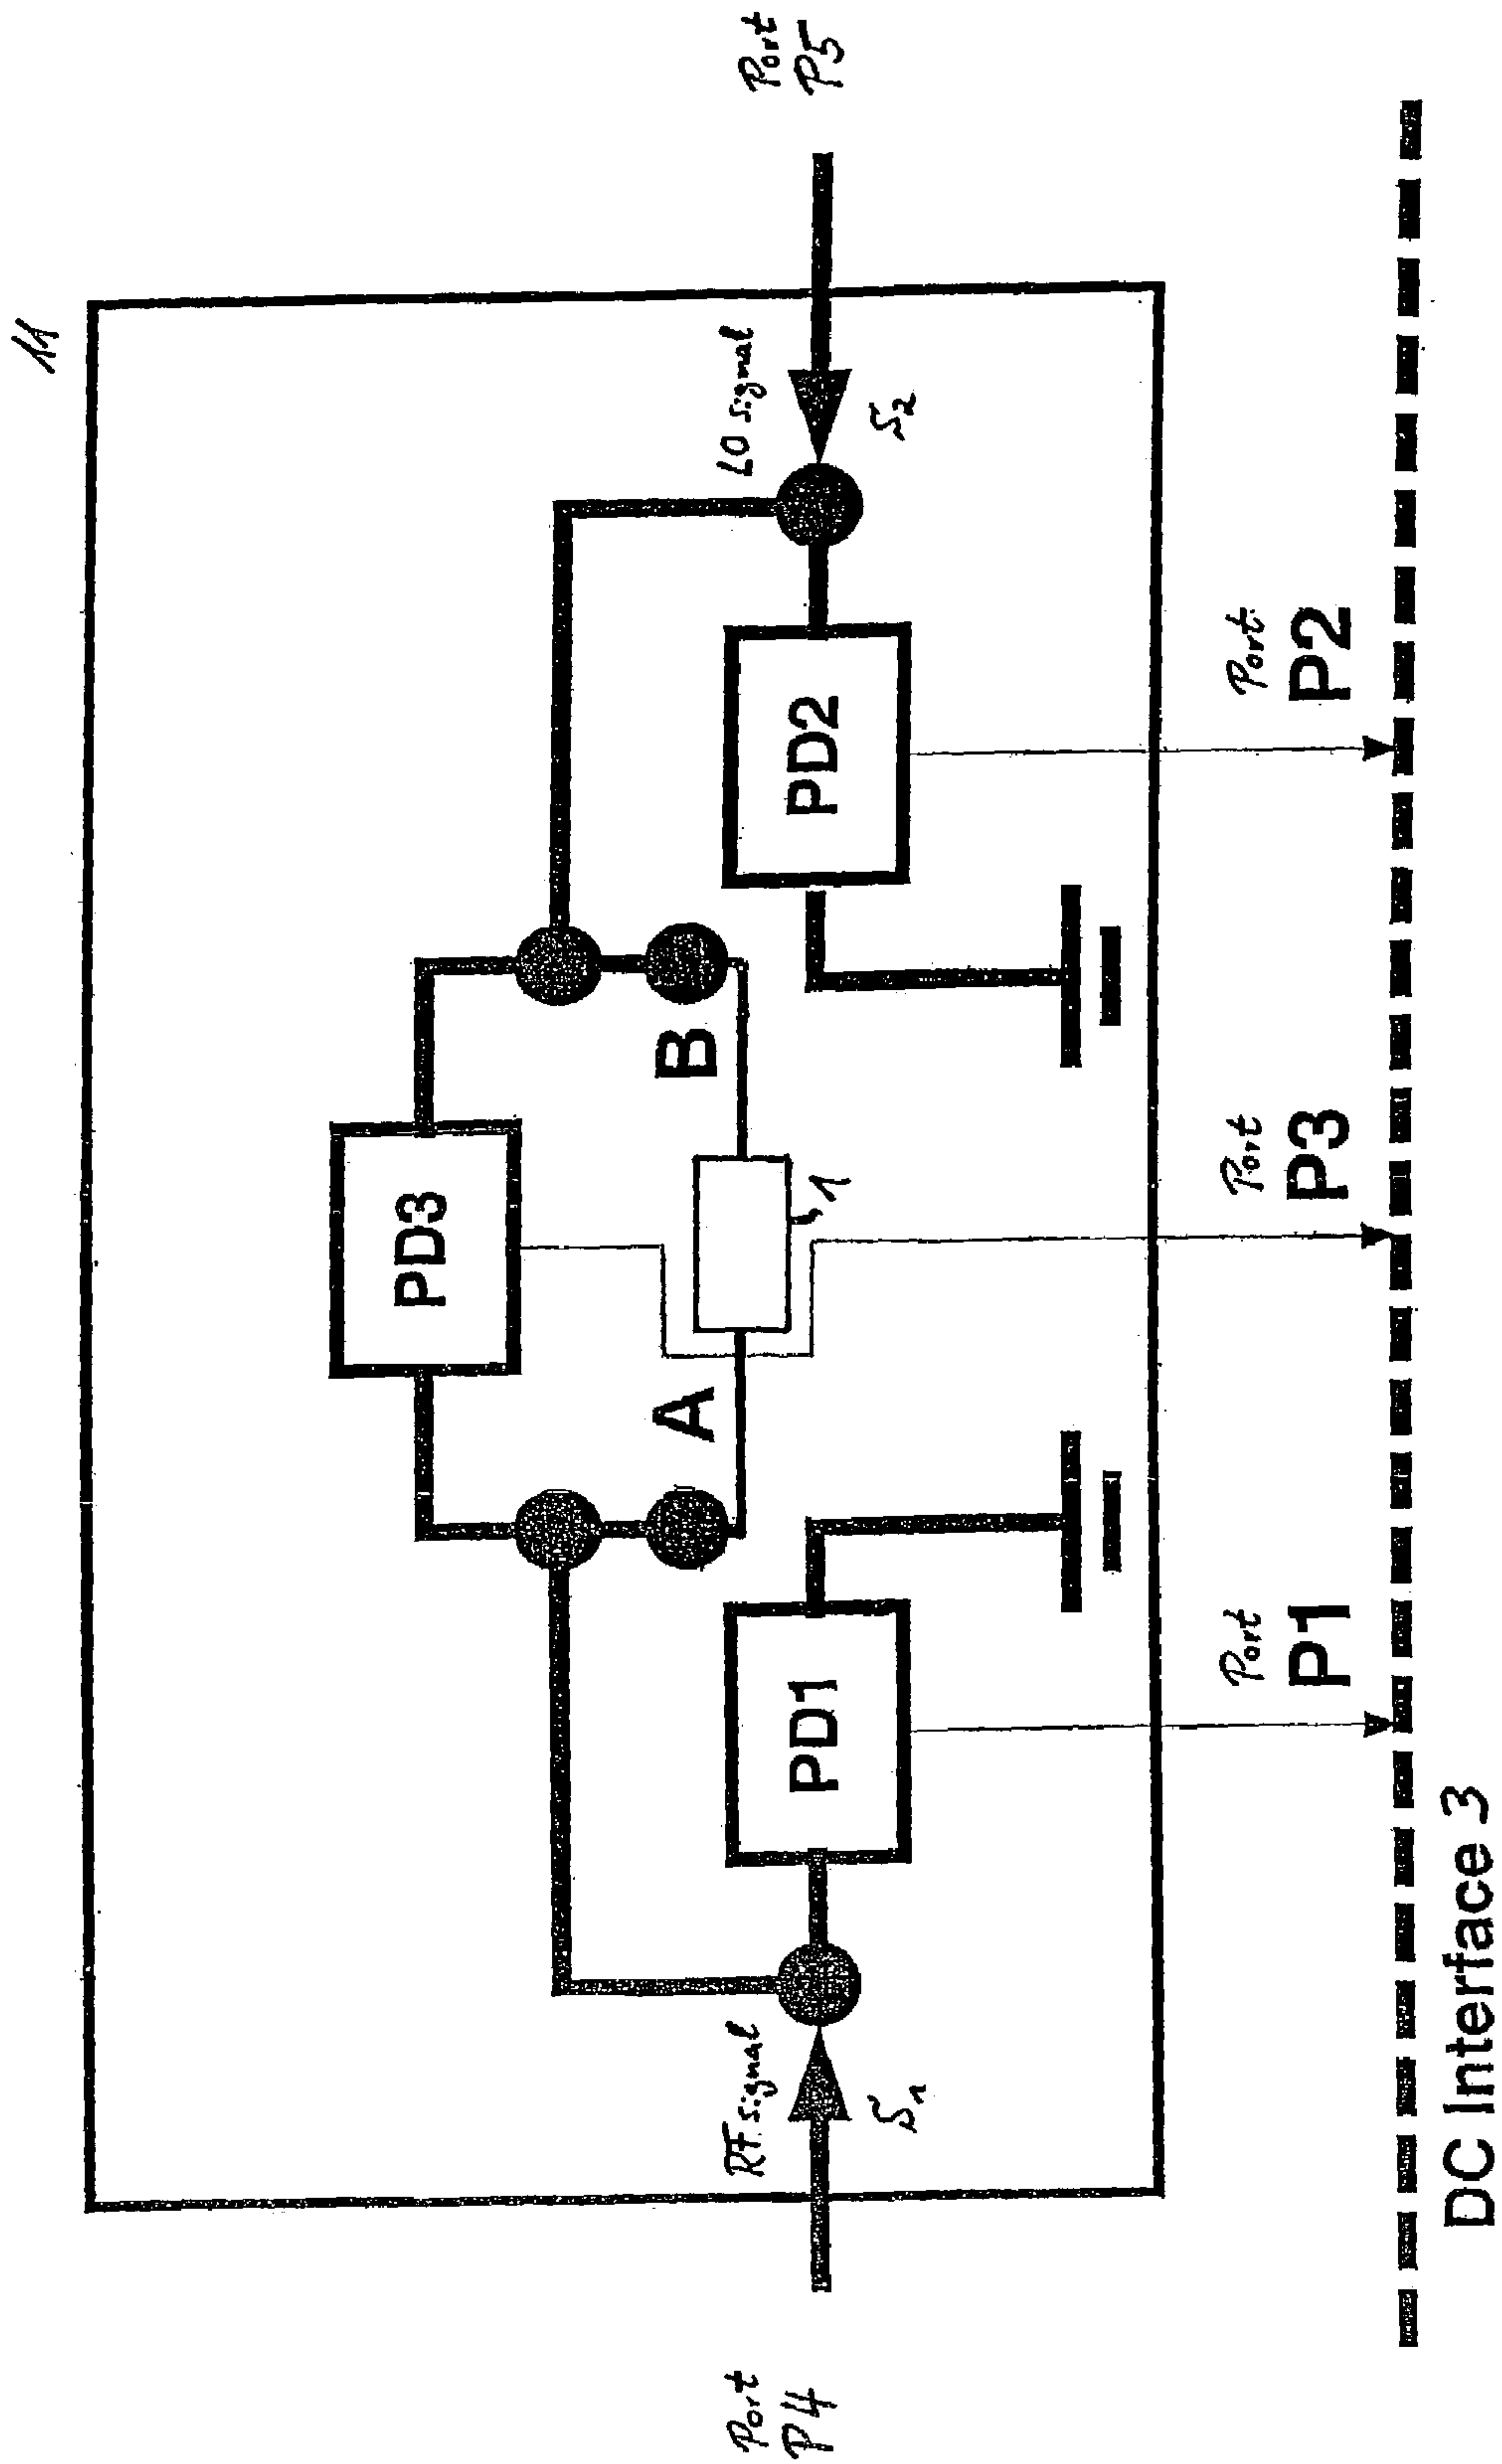 11
Port
P4
RF signal
S1
PD1
A
PD3
1
B
PD2
LO signal
S2
Port
P5
Port
P1
Port
P3
Port
P2
DC Interface 3